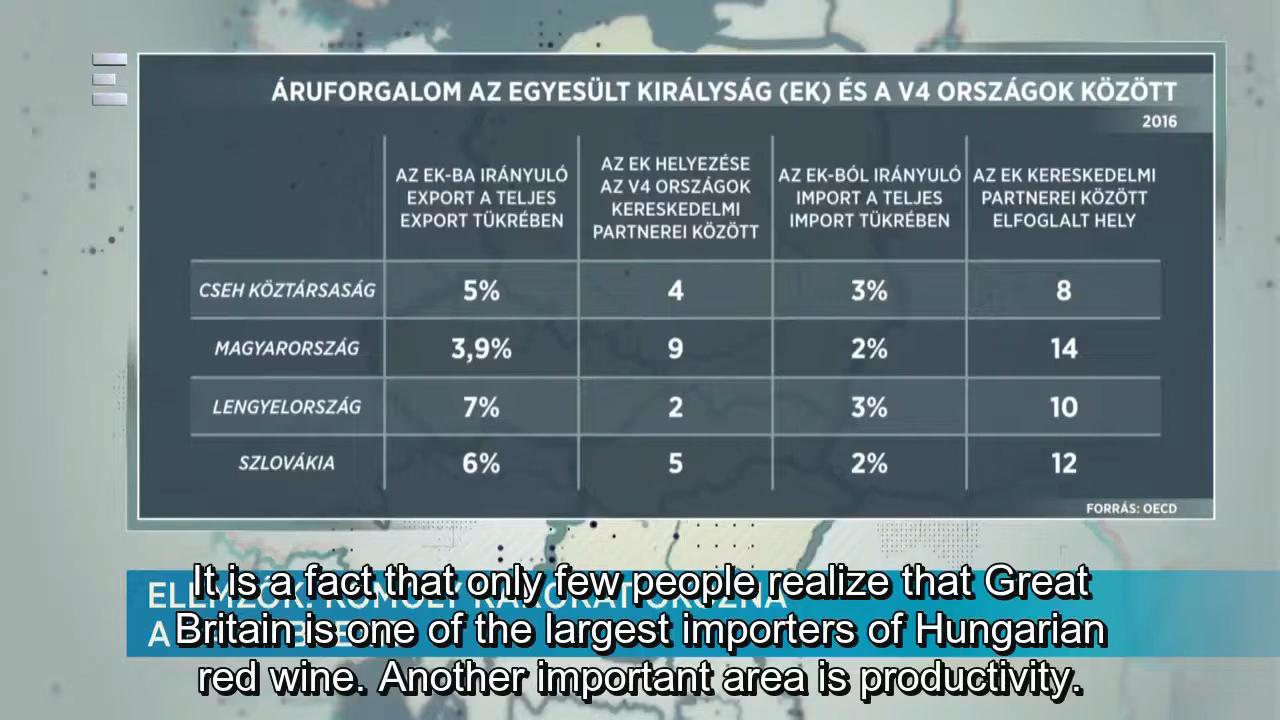 ÁRUFORGALOM AZ EGYESÜLT KIRÁLYSÁG (EK) ÉS A V4 ORSZÁGOK KÖZÖTT
2016
AZ EK-BA IRÁNYULÓ
EXPORT A TELJES
EXPORT TÜKRÉBEN
AZ EK HELYEZÉSE
AZ V4 ORSZÁGOK
KERESKEDELMI
PARTNEREI KÖZÖTT
AZ EK-BÓL IRÁNYULÓ
IMPORT A TELJES
IMPORT TÜKRÉBEN
AZ EK KERESKEDELMI
PARTNEREI KÖZÖTT
ELFOGLALT HELY
CSEH KÖZTÁRSASÁG 5% 4 3% 8
MAGYARORSZÁG 3,9% 9 2% 14
LENGYELORSZÁG 7% 2 3% 10
SZLOVÁKIA 6% 5 2% 12
FORRÁS: OECD
It is a fact that only few people realize that Great
Britain is one of the largest importers of Hungarian
red wine. Another important area is productivity.